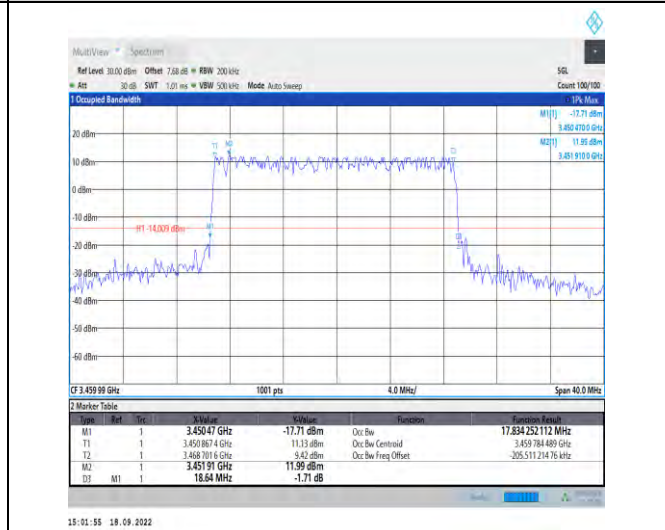 MultiView Spectrum
Ref Level 30.00 dBm Offset 7.68 dB RBW 200 kHz SGL
Att 30 dB SWT 1.01 ms VBW 500 kHz Mode Auto Sweep Count 100/100
1 Occupied Bandwidth 1Pk Max
M1[1] -17.71 dBm
3.450 470 0 GHz
M2[1] 11.99 dBm
3.451 910 0 GHz
20 dBm
T1 M2 T2
10 dBm
0 dBm
-10 dBm
H1 -14.009 dBm M1
-20 dBm
D3
-30 dBm
-40 dBm
-50 dBm
-60 dBm
CF 3.459 99 GHz 1001 pts 4.0 MHz/ Span 40.0 MHz
2 Marker Table
Type Ref Trc X-Value Y-Value Function Function Result
M1 1 3.45047 GHz -17.71 dBm Occ Bw 17.834 252 112 MHz
T1 1 3.450 867 4 GHz 11.13 dBm Occ Bw Centroid 3.459 784 489 GHz
T2 1 3.468 701 6 GHz 9.42 dBm Occ Bw Freq Offset -205.511 214 76 kHz
M2 1 3.451 91 GHz 11.99 dBm
D3 M1 1 18.64 MHz -1.71 dB
Ready
15:01:55 18.09.2022